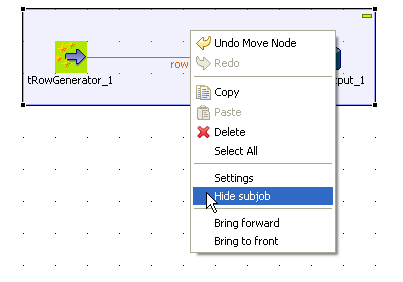 Undo Move Node
row
Redo
tRowGenerator_1
put_1
Copy
Paste
Delete
Select All
Settings
Hide subjob
Bring forward
Bring to front